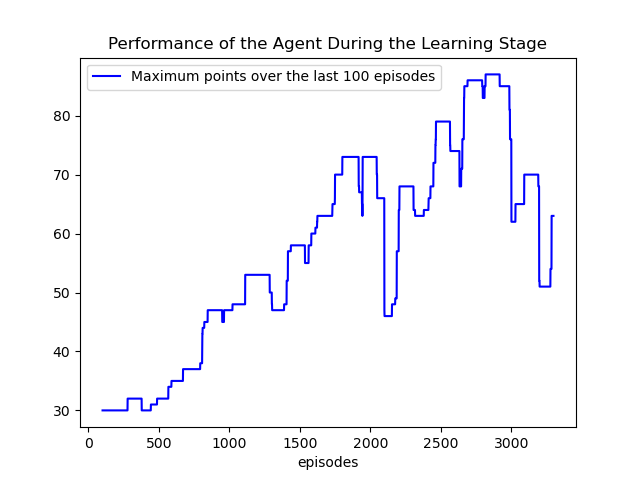 Performance of the Agent During the Learning Stage
Maximum points over the last 100 episodes
80
70
60
50
40
30
0 500 1000 1500 2000 2500 3000
episodes